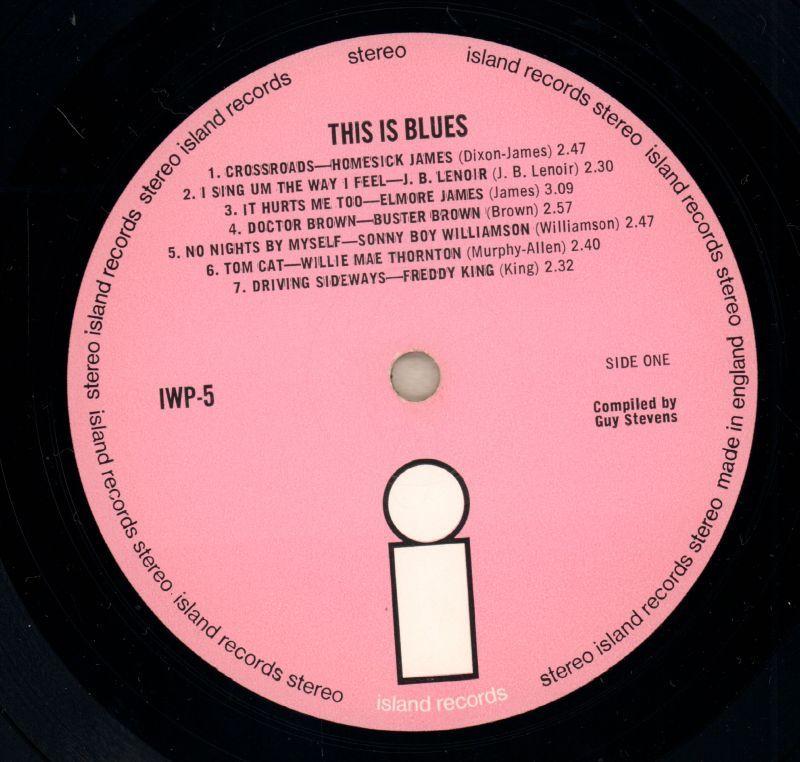 stereo
island records stereo
island records stereo
made in england
stereo island records
island records
island records stereo
island records stereo
island records
stereo island records
THIS IS BLUES
1. CROSSROADS—HOMESICK JAMES (Dixon-James) 2.47
2. I SING UM THE WAY I FEEL—J. B. LENOIR (J. B. Lenoir) 2.30
3. IT HURTS ME TOO—ELMORE JAMES (James) 3.09
4. DOCTOR BROWN—BUSTER BROWN (Brown) 2.57
5. NO NIGHTS BY MYSELF—SONNY BOY WILLIAMSON (Williamson) 2.47
6. TOM CAT—WILLIE MAE THORNTON (Murphy-Allen) 2.40
7. DRIVING SIDEWAYS—FREDDY KING (King) 2.32
SIDE ONE
IWP-5
Compiled by
Guy Stevens